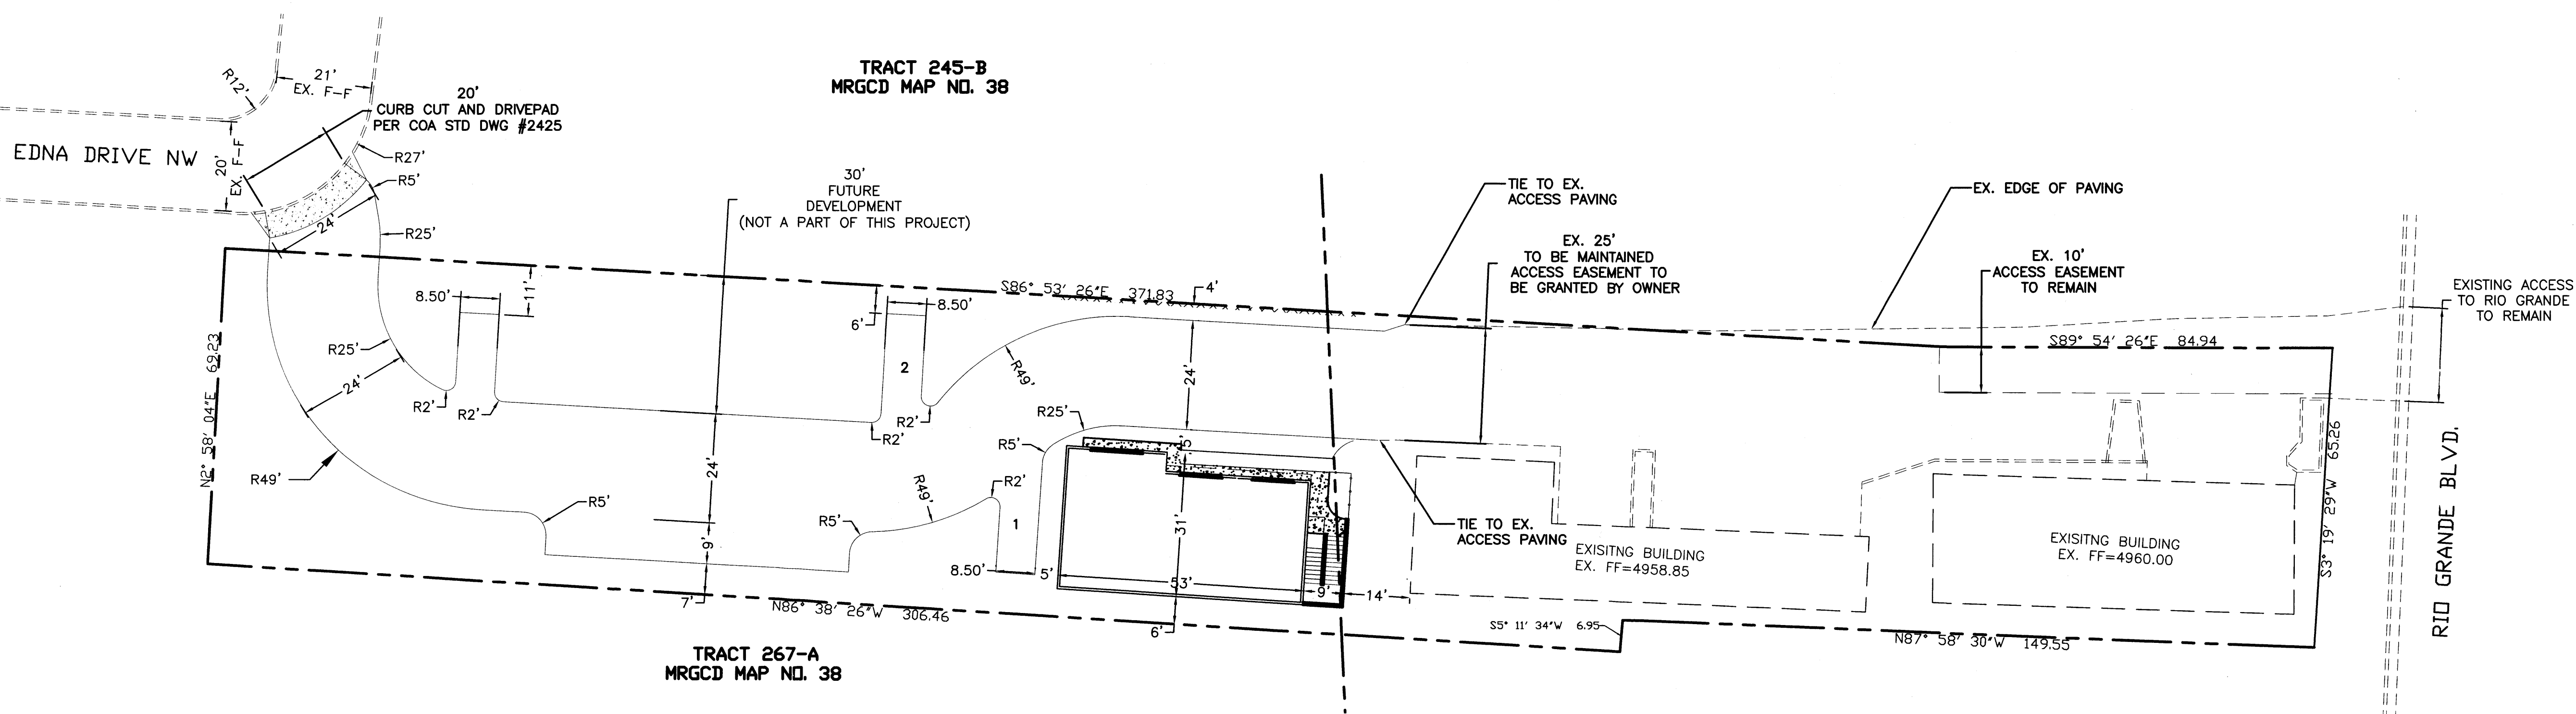 TRACT 245-B
MRGCD MAP NO. 38
R12'
21'
EX. F-F
20'
CURB CUT AND DRIVEPAD
PER COA STD DWG #2425
EDNA DRIVE NW
20'
EX. F-F
R27'
R5'
24'
R25'
30'
FUTURE
DEVELOPMENT
(NOT A PART OF THIS PROJECT)
TIE TO EX.
ACCESS PAVING
EX. EDGE OF PAVING
EX. 25'
TO BE MAINTAINED
ACCESS EASEMENT TO
BE GRANTED BY OWNER
EX. 10'
ACCESS EASEMENT
TO REMAIN
EXISTING ACCESS
TO RIO GRANDE
TO REMAIN
8.50'
11'
6'
8.50'
S86° 53' 26"E 371.83
4'
S89° 54' 26"E 84.94
N2° 58' 04"E 69.23
R25'
24'
R2'
R2'
2
R2'
R2'
R49'
24'
R25'
R5'
5'
R49'
R5'
24'
9'
7'
R5'
R49'
R2'
1
8.50'
5'
31'
53'
9'
14'
6'
TIE TO EX.
ACCESS PAVING
EXISITNG BUILDING
EX. FF=4958.85
EXISITNG BUILDING
EX. FF=4960.00
65.26
S3° 19' 29"W
RIO GRANDE BLVD.
N86° 38' 26"W 306.46
S5° 11' 34"W 6.95
N87° 58' 30"W 149.55
TRACT 267-A
MRGCD MAP NO. 38